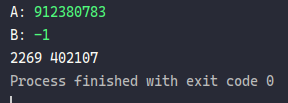 A: 912380783
B: -1
2269 402107
Process finished with exit code 0